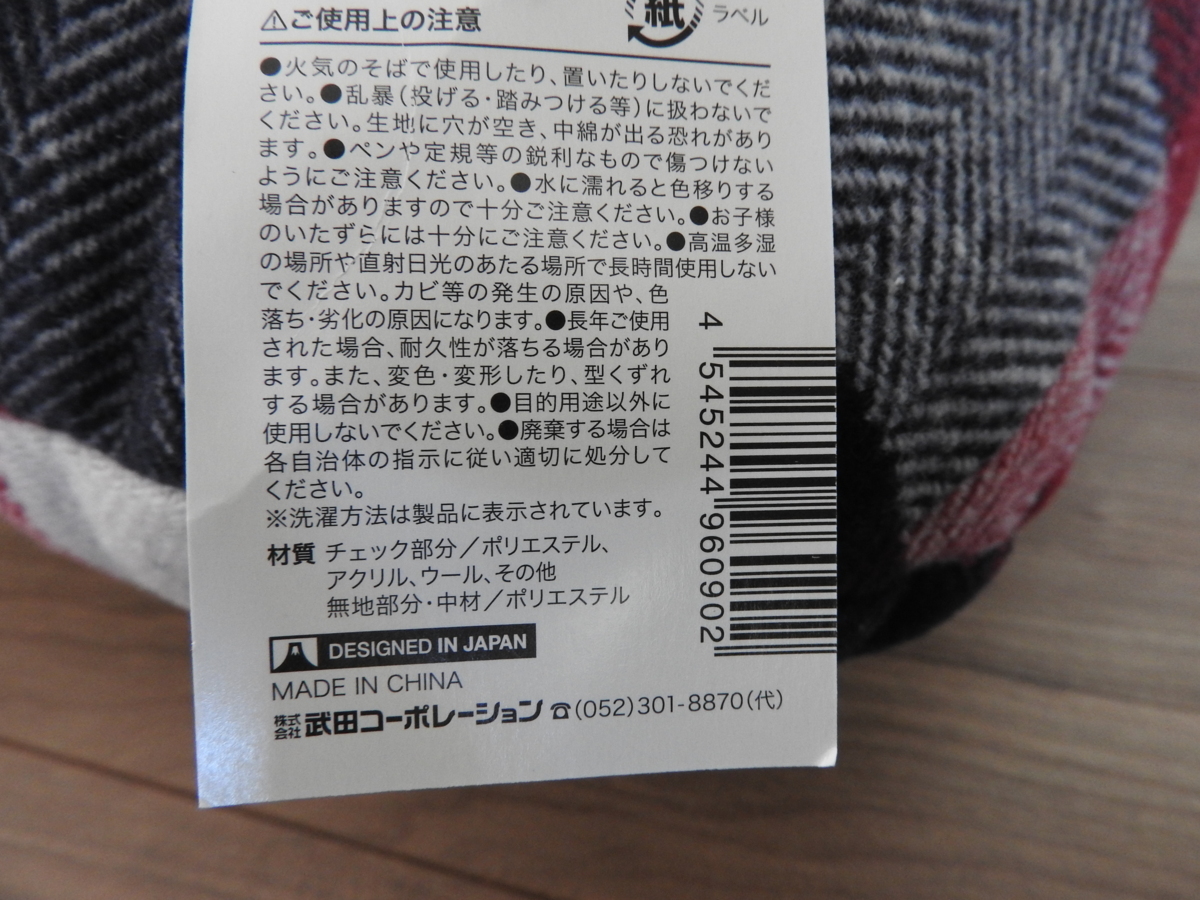 ⚠ご使用上の注意
紙
ラベル
●火気のそばで使用したり、置いたりしないでくだ
さい。●乱暴(投げる・踏みつける等)に扱わないで
ください。生地に穴が空き、中綿が出る恐れがあり
ます。●ペンや定規等の鋭利なもので傷つけない
ようにご注意ください。●水に濡れると色移りする
場合がありますので十分ご注意ください。●お子様
のいたずらには十分にご注意ください。●高温多湿
の場所や直射日光のあたる場所で長時間使用しない
でください。カビ等の発生の原因や、色
落ち・劣化の原因になります。●長年ご使用
された場合、耐久性が落ちる場合があり
ます。また、変色・変形したり、型くずれ
する場合があります。●目的用途以外に
使用しないでください。●廃棄する場合は
各自治体の指示に従い適切に処分して
ください。
※洗濯方法は製品に表示されています。
材質 チェック部分／ポリエステル、
アクリル、ウール、その他
無地部分・中材／ポリエステル
DESIGNED IN JAPAN
MADE IN CHINA
株式会社 武田コーポレーション ☎(052)301-8870(代)
4 545244 960902